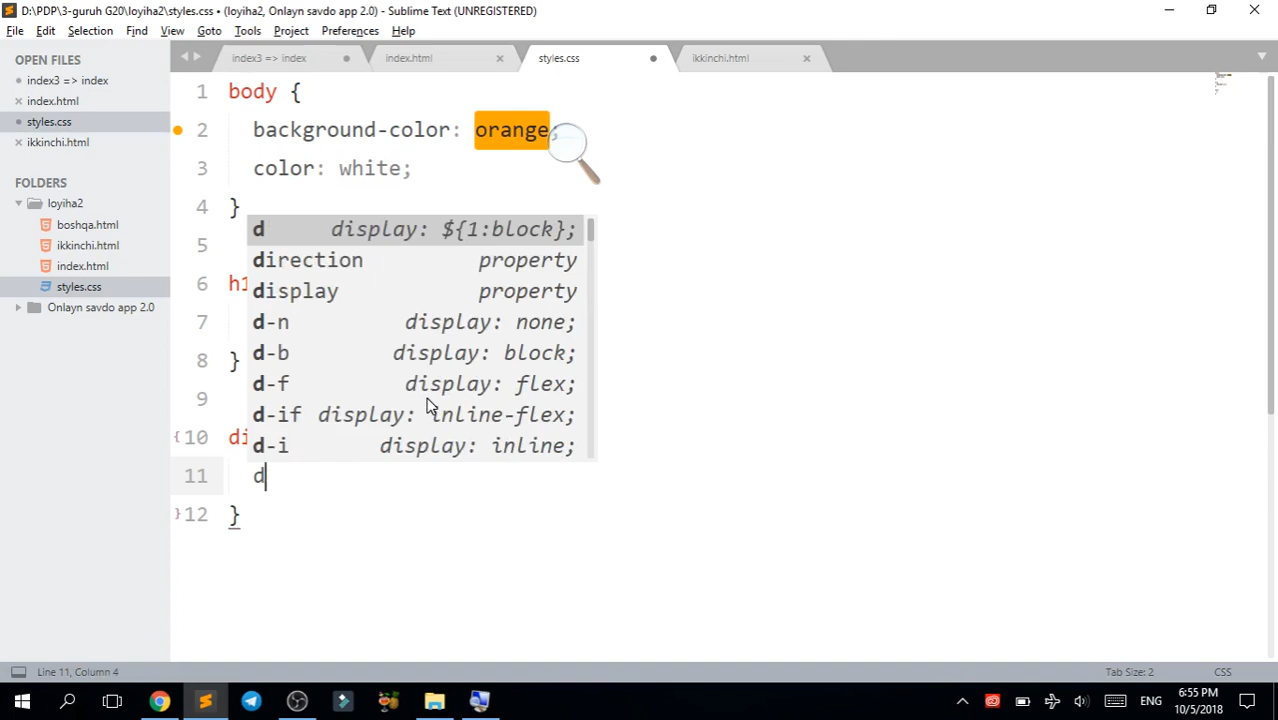 D:\PDP\3-guruh G20\loyiha2\styles.css • (loyiha2, Onlayn savdo app 2.0) - Sublime Text (UNREGISTERED)
File Edit Selection Find View Goto Tools Project Preferences Help
OPEN FILES
index3 => index
index.html
styles.css
ikkinchi.html
FOLDERS
loyiha2
boshqa.html
ikkinchi.html
index.html
styles.css
Onlayn savdo app 2.0
index3 => index
index.html
styles.css
ikkinchi.html
1 body {
2 background-color: orange;
3 color: white;
4 }
5
6 h1
7
8 }
9
10 di
11 d
12 }
d display: ${1:block};
direction property
display property
d-n display: none;
d-b display: block;
d-f display: flex;
d-if display: inline-flex;
d-i display: inline;
Line 11, Column 4
Tab Size: 2
CSS
ENG
6:55 PM
10/5/2018